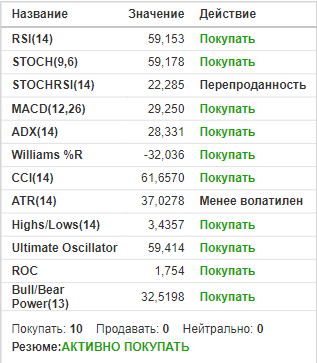 Название Значение Действие
RSI(14) 59,153 Покупать
STOCH(9,6) 59,178 Покупать
STOCHRSI(14) 22,285 Перепроданность
MACD(12,26) 29,250 Покупать
ADX(14) 28,331 Покупать
Williams %R -32,036 Покупать
CCI(14) 61,6570 Покупать
ATR(14) 37,0278 Менее волатилен
Highs/Lows(14) 3,4357 Покупать
Ultimate Oscillator 59,414 Покупать
ROC 1,754 Покупать
Bull/Bear
Power(13) 32,5198 Покупать
Покупать: 10 Продавать: 0 Нейтрально: 0
Резюме:АКТИВНО ПОКУПАТЬ